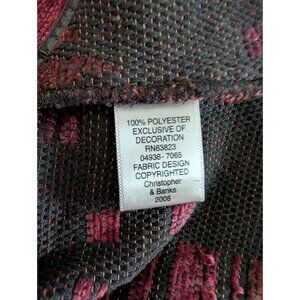 100% POLYESTER
EXCLUSIVE OF
DECORATION
RN63823
04938-7065
FABRIC DESIGN
COPYRIGHTED
Christopher
& Banks
2008